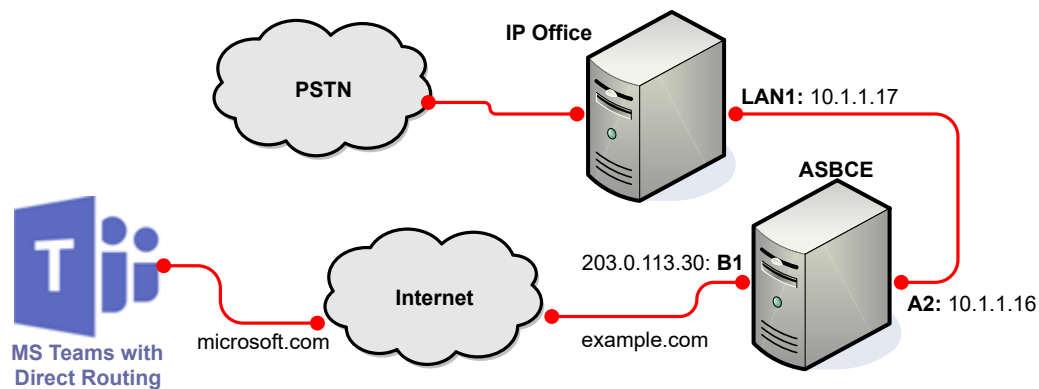 IP Office
PSTN
LAN1: 10.1.1.17
ASBCE
T
203.0.113.30: B1
Internet
A2: 10.1.1.16
microsoft.com
example.com
MS Teams with
Direct Routing